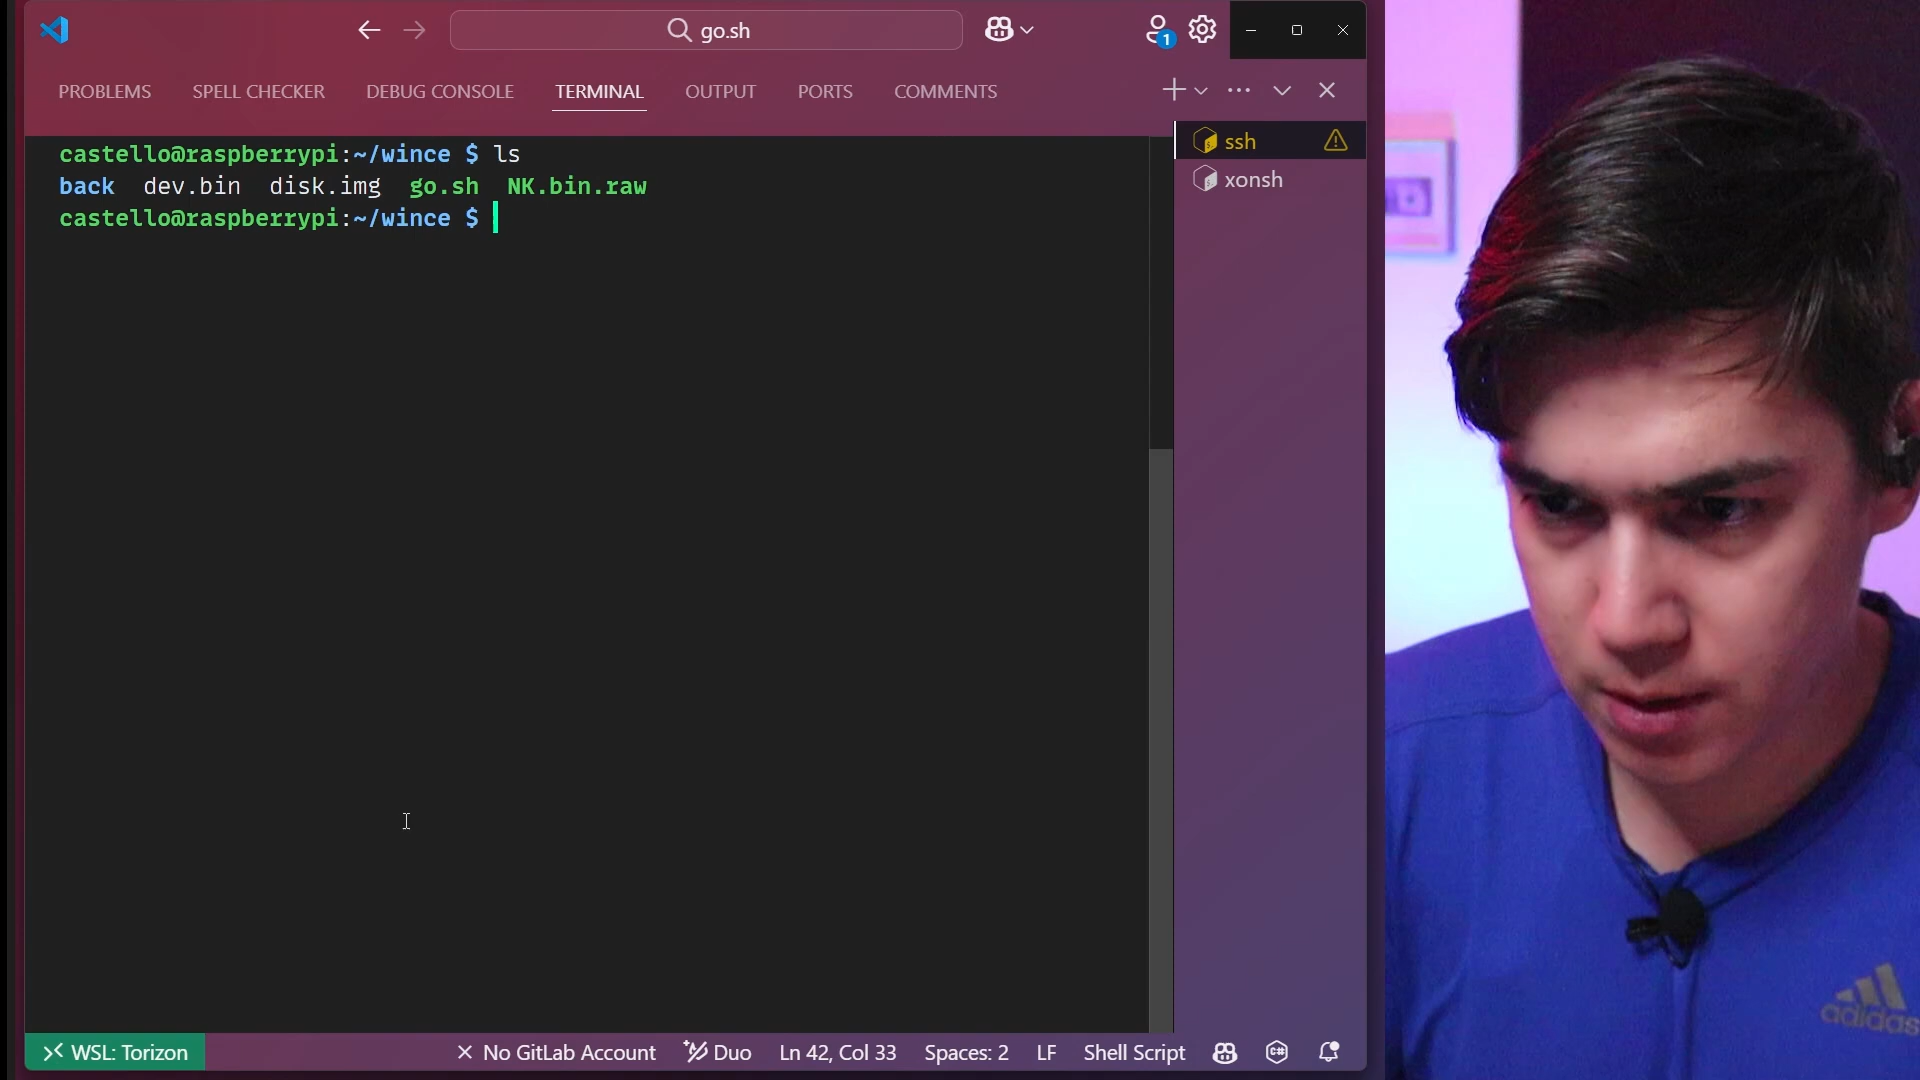 go.sh
1
PROBLEMS SPELL CHECKER DEBUG CONSOLE TERMINAL OUTPUT PORTS COMMENTS
castello@raspberrypi:~/wince $ ls
back dev.bin disk.img go.sh NK.bin.raw
castello@raspberrypi:~/wince $
ssh
xonsh
adidas
WSL: Torizon No GitLab Account Duo Ln 42, Col 33 Spaces: 2 LF Shell Script